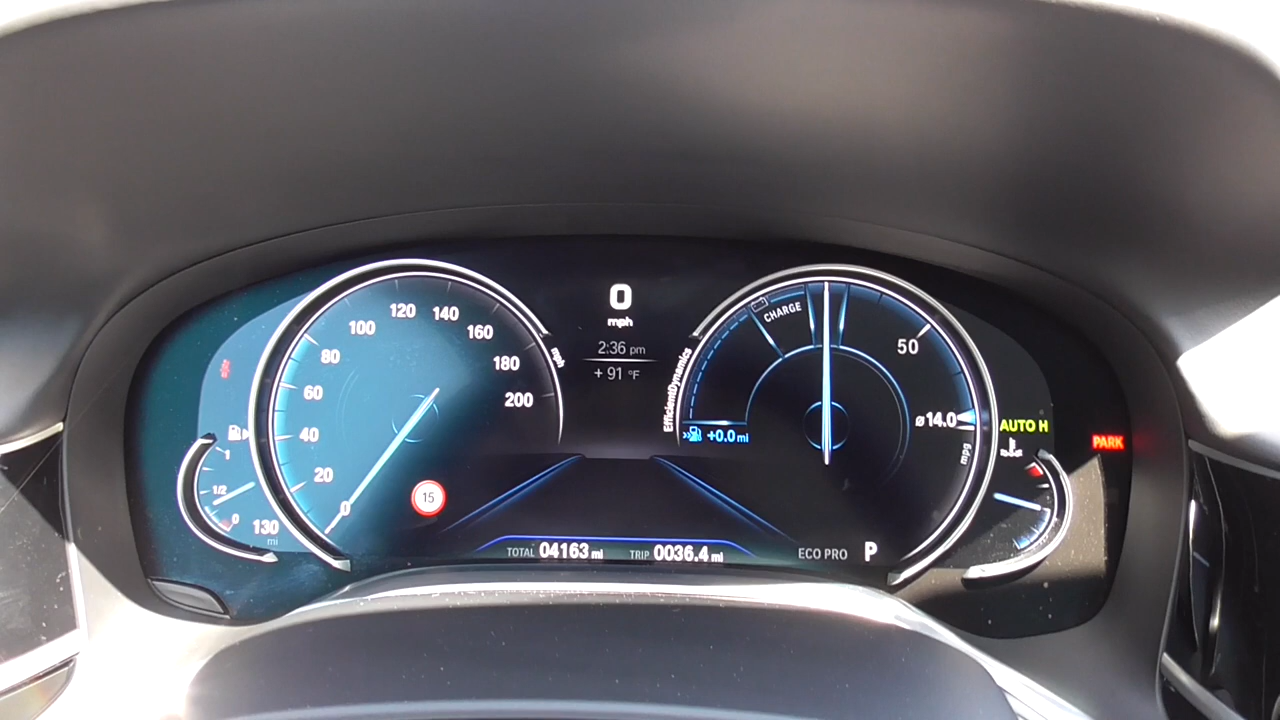 0
mph
2:36 pm
+ 91 °F
120
140
100
160
80
180
60
200
40
20
0
mph
15
1
1/2
0
130
mi
CHARGE
50
EfficientDynamics
ø14.0
mpg
+0.0 mi
AUTO H
PARK
TOTAL 04163 mi TRIP 0036.4 mi
ECO PRO P